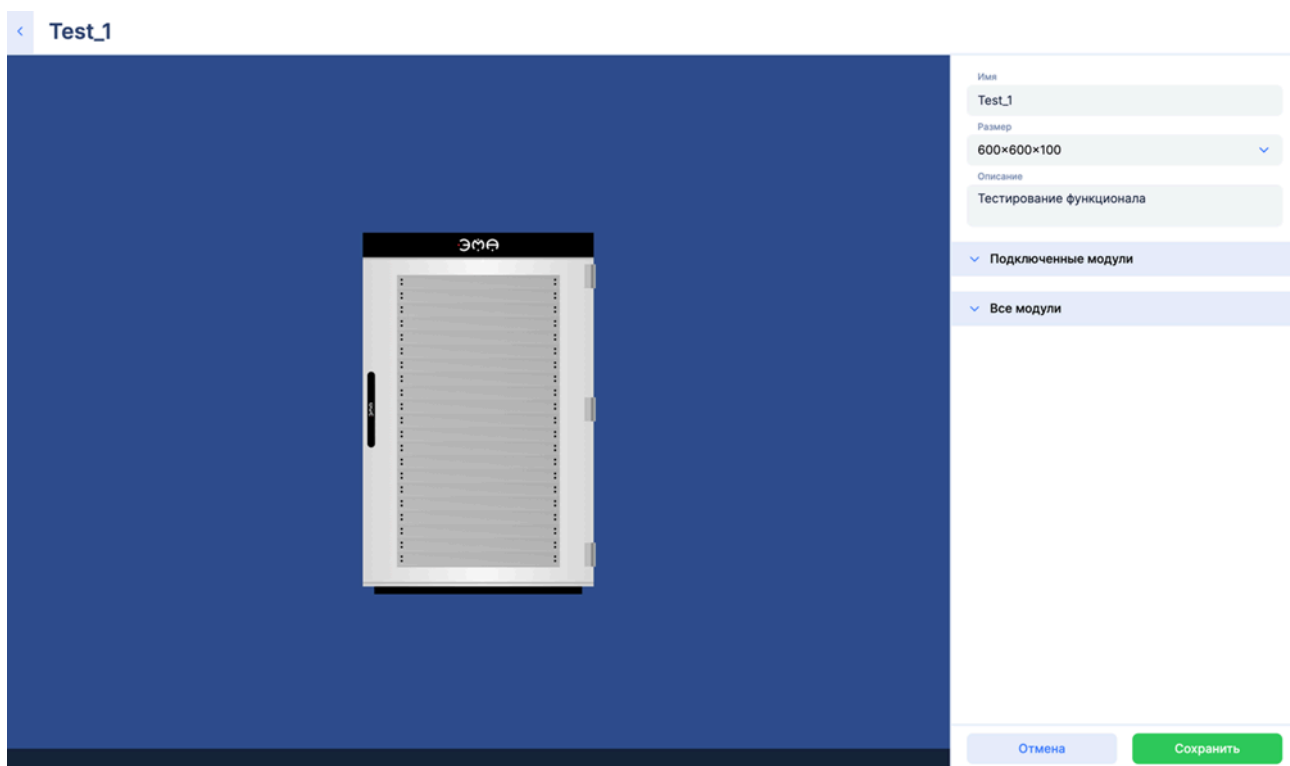 Test_1
Имя
Test_1
Размер
600×600×100
Описание
Тестирование функционала
ЭМА
Подключенные модули
Все модули
Отмена
Сохранить